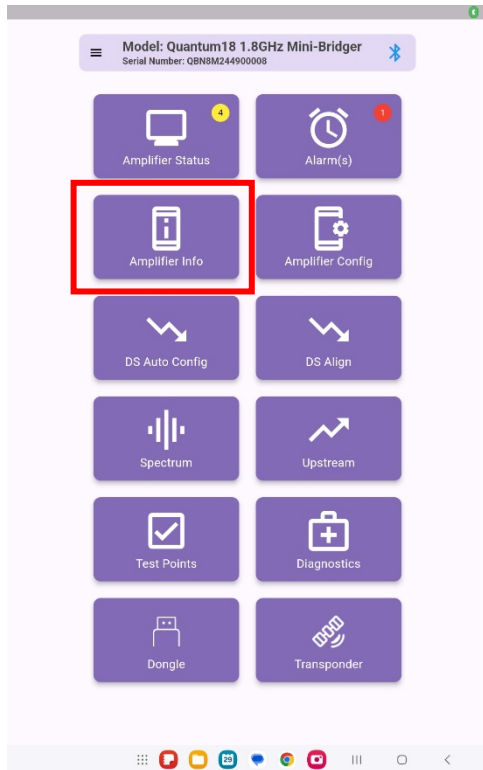 Model: Quantum18 1.8GHz Mini-Bridger
Serial Number: QBN8M244900008
4
1
Amplifier Status
Alarm(s)
Amplifier Info
Amplifier Config
DS Auto Config
DS Align
Spectrum
Upstream
Test Points
Diagnostics
Dongle
Transponder
29